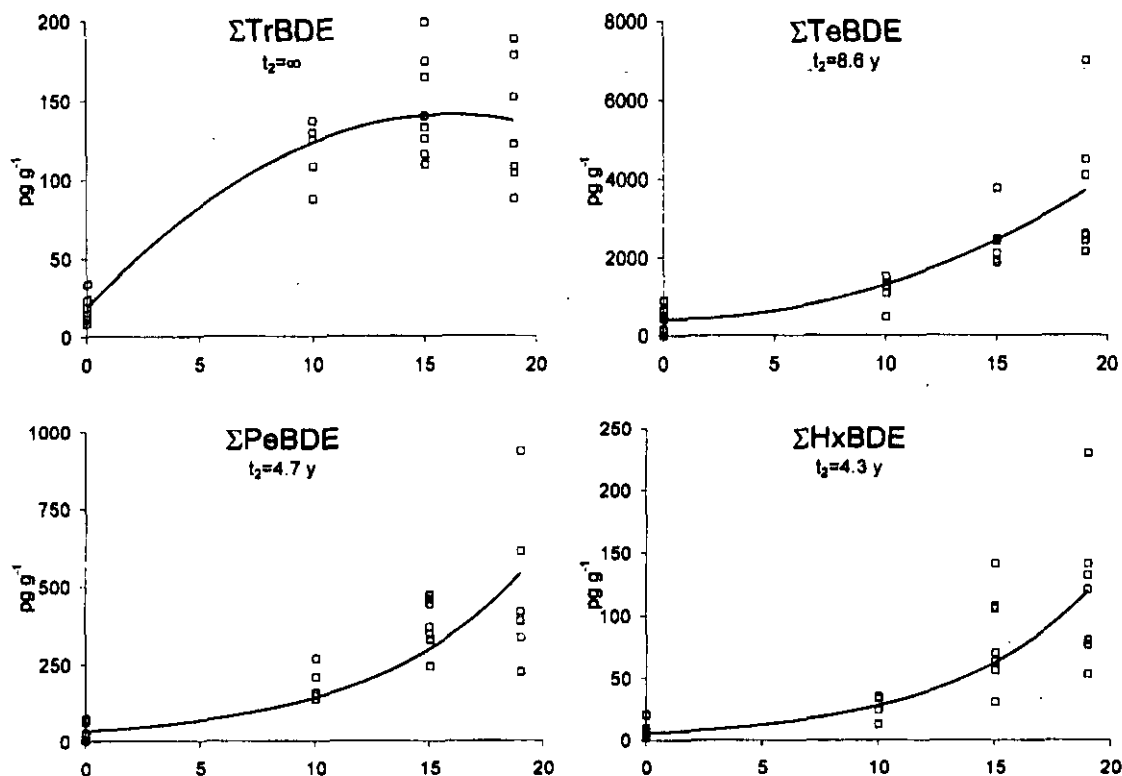 ΣTrBDE
t₂=∞
200
150
100
50
0
pg g⁻¹
0 5 10 15 20
ΣTeBDE
t₂=8.6 y
8000
6000
4000
2000
0
pg g⁻¹
0 5 10 15 20
ΣPeBDE
t₂=4.7 y
1000
750
500
250
0
pg g⁻¹
0 5 10 15 20
ΣHxBDE
t₂=4.3 y
250
200
150
100
50
0
pg g⁻¹
0 5 10 15 20